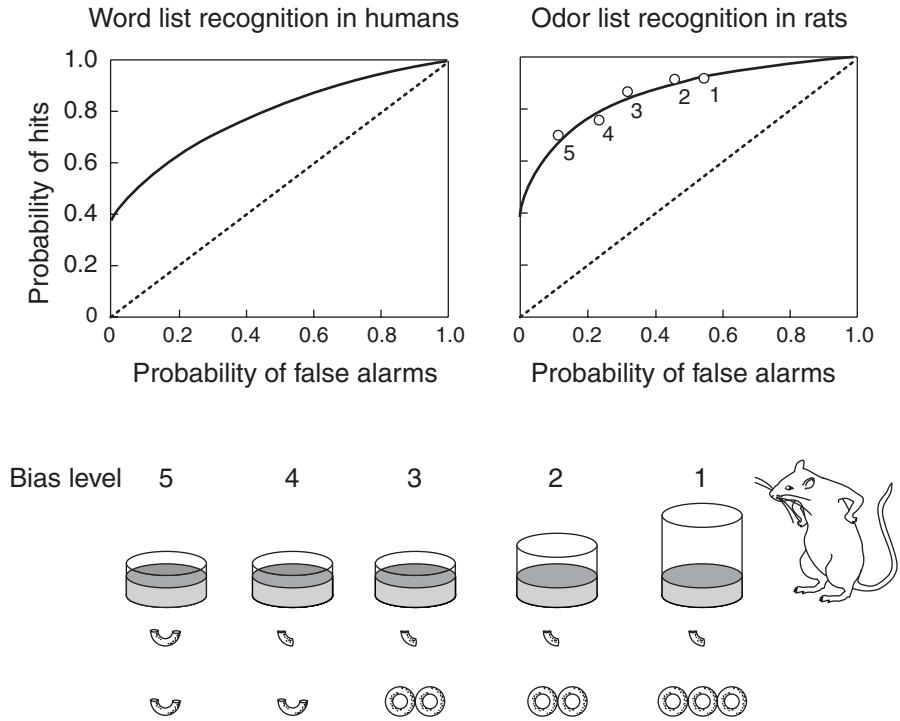 Word list recognition in humans
Odor list recognition in rats
Probability of hits
1.0
0.8
0.6
0.4
0.2
0
0 0.2 0.4 0.6 0.8 1.0
Probability of false alarms
5 4 3 2 1
0 0.2 0.4 0.6 0.8 1.0
Probability of false alarms
Bias level 5 4 3 2 1